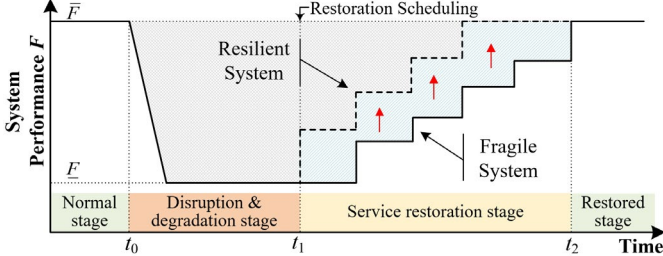 F̅
Restoration Scheduling
System
Performance F
Resilient
System
Fragile
System
F̲
Normal
stage
Disruption &
degradation stage
Service restoration stage
Restored
stage
t0
t1
t2
Time